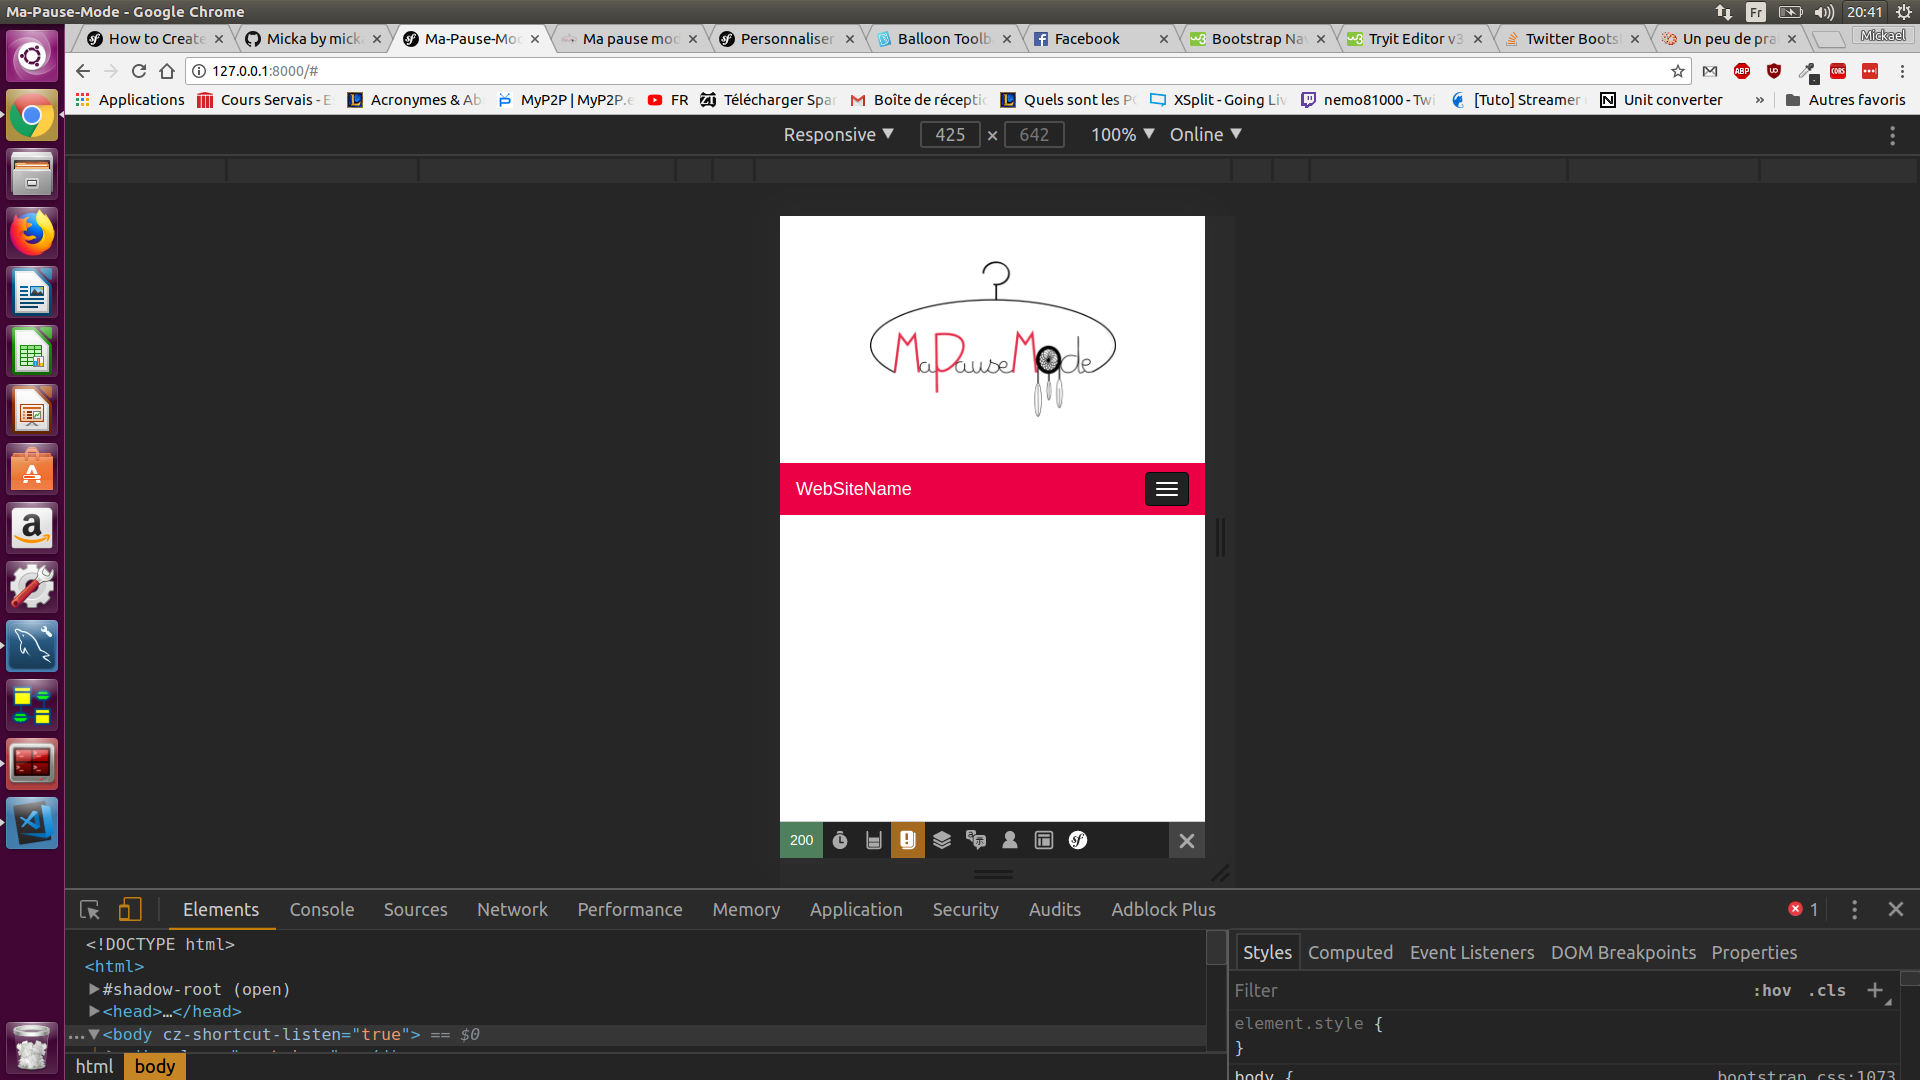 Ma-Pause-Mode - Google Chrome
Fr
20:41
How to Create
Micka by mick
Ma-Pause-Mo
Ma pause mod
Personnaliser
Balloon Toolb
Facebook
Bootstrap Nav
Tryit Editor v3
Twitter Boots
Un peu de pra
Mickael
127.0.0.1:8000/#
ABP
CORS
Applications
Cours Servais - E
Acronymes & Ab
MyP2P | MyP2P.e
FR
Télécharger Spa
Boîte de récepti
Quels sont les P
XSplit - Going Liv
nemo81000 - Twi
[Tuto] Streamer
Unit converter
»
Autres favoris
Responsive
425 × 642
100%
Online
MaPauseMode
WebSiteName
200
Elements
Console
Sources
Network
Performance
Memory
Application
Security
Audits
Adblock Plus
1
<!DOCTYPE html>
<html>
#shadow-root (open)
<head>…</head>
<body cz-shortcut-listen="true"> == $0
html
body
Styles
Computed
Event Listeners
DOM Breakpoints
Properties
Filter
:hov
.cls
element.style {
}
body {
bootstrap.css:1073